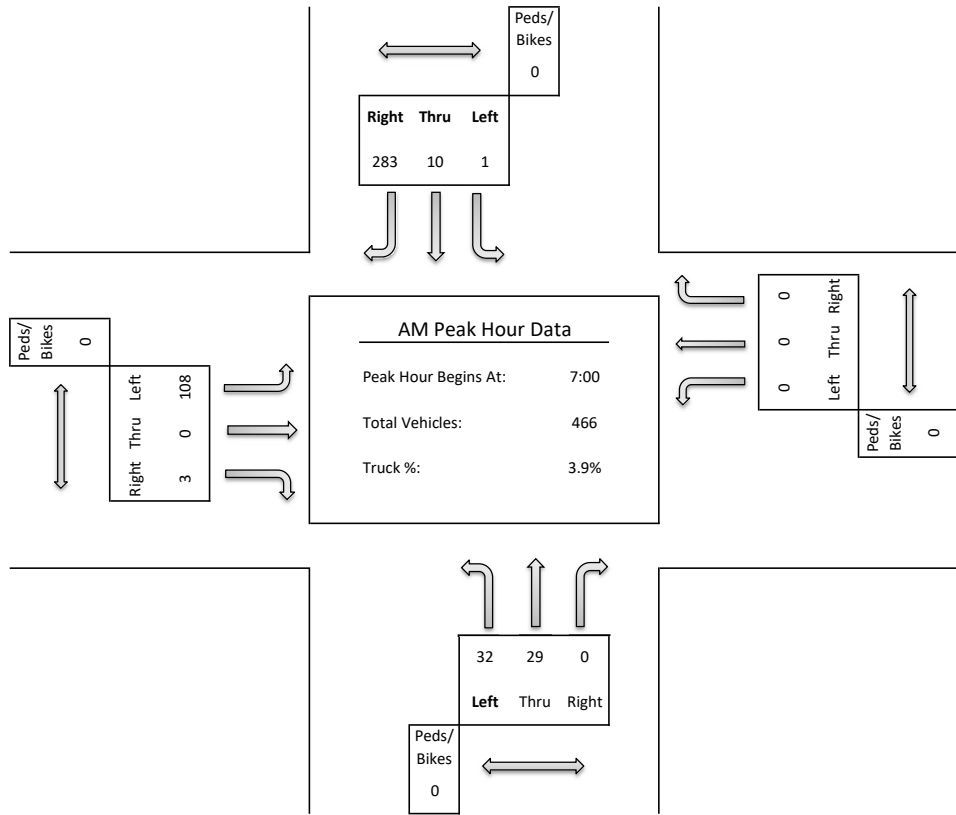 Peds/
Bikes
0
Right Thru Left
283 10 1
Peds/
Bikes
0
Left 108
Thru 0
Right 3
AM Peak Hour Data
Peak Hour Begins At: 7:00
Total Vehicles: 466
Truck %: 3.9%
0 Right
0 Thru
0 Left
Peds/
Bikes
0
32 29 0
Left Thru Right
Peds/
Bikes
0